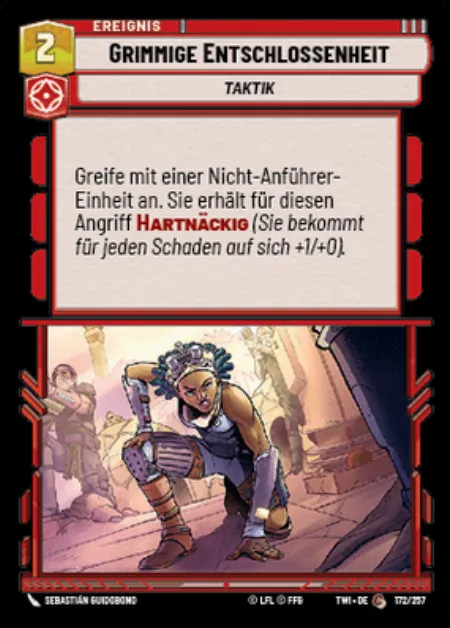 EREIGNIS
2
GRIMMIGE ENTSCHLOSSENHEIT
TAKTIK
Greife mit einer Nicht-Anführer-
Einheit an. Sie erhält für diesen
Angriff HARTNÄCKIG (Sie bekommt
für jeden Schaden auf sich +1/+0).
SEBASTIÁN GUIDOBONO
© LFL © FFG
TWI • DE C 172/257